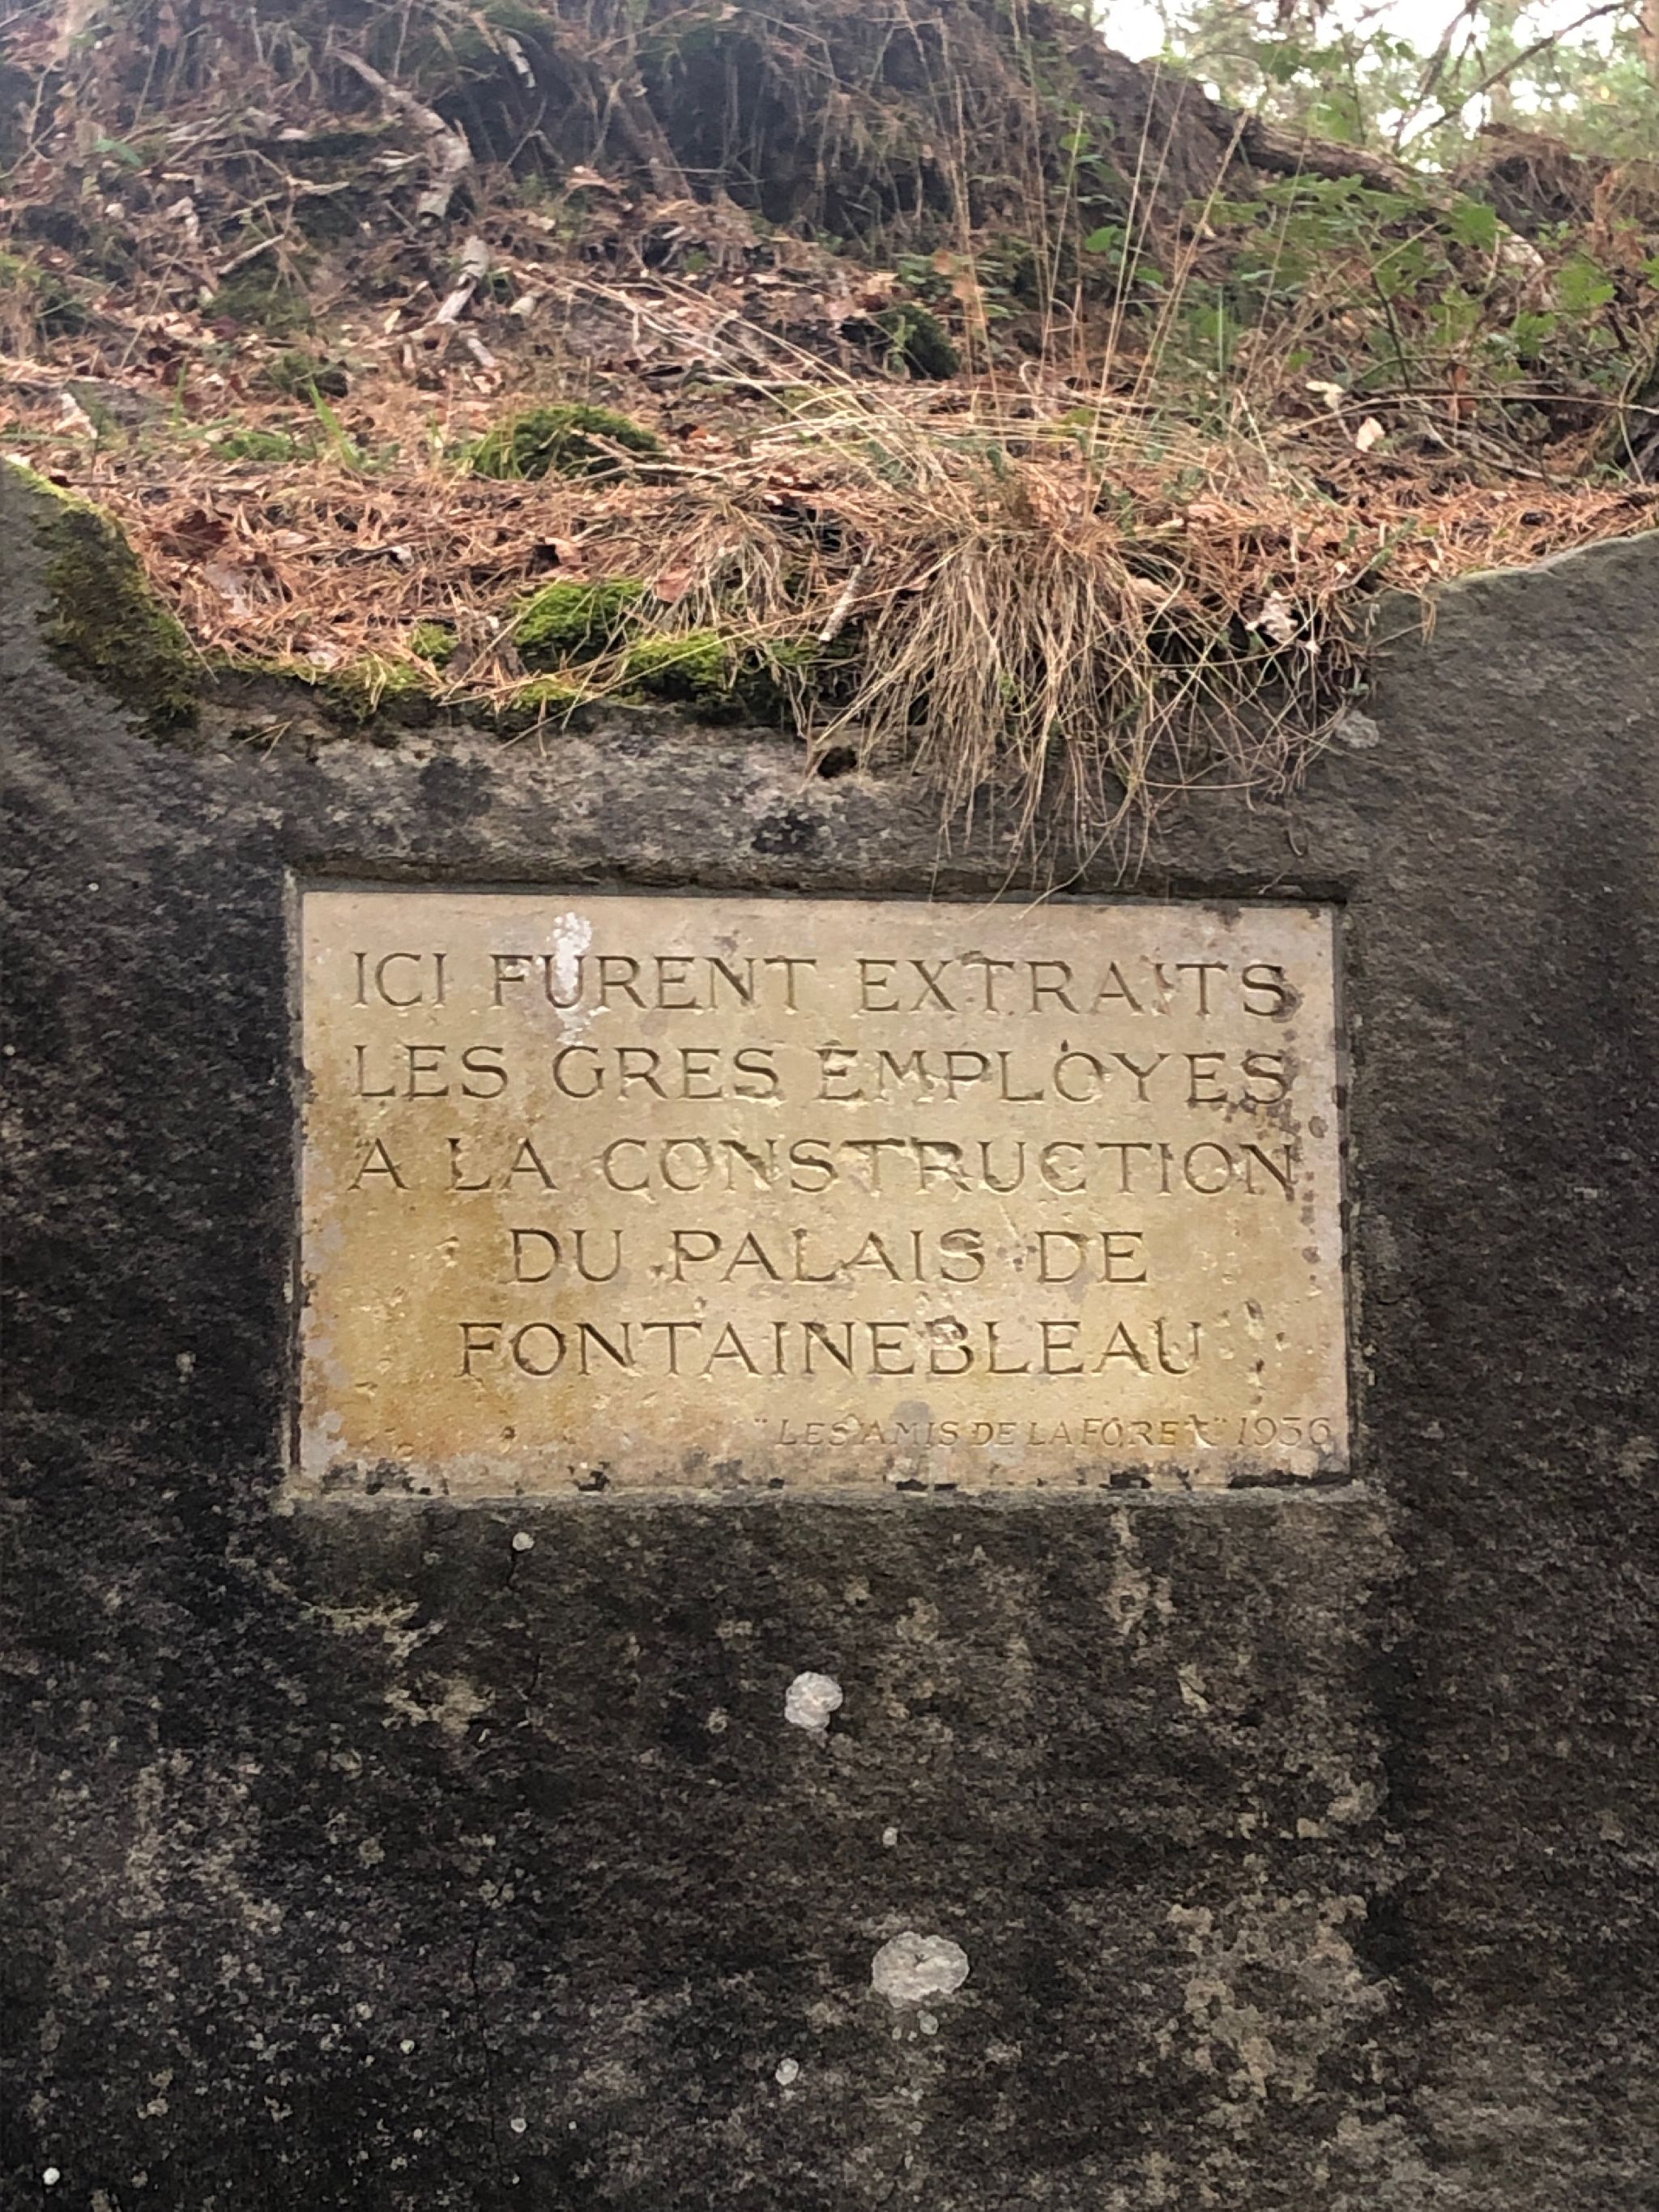 ICI FURENT EXTRAITS
LES GRES EMPLOYES
A LA CONSTRUCTION
DU PALAIS DE
FONTAINEBLEAU
"LES AMIS DE LA FORET" 1936